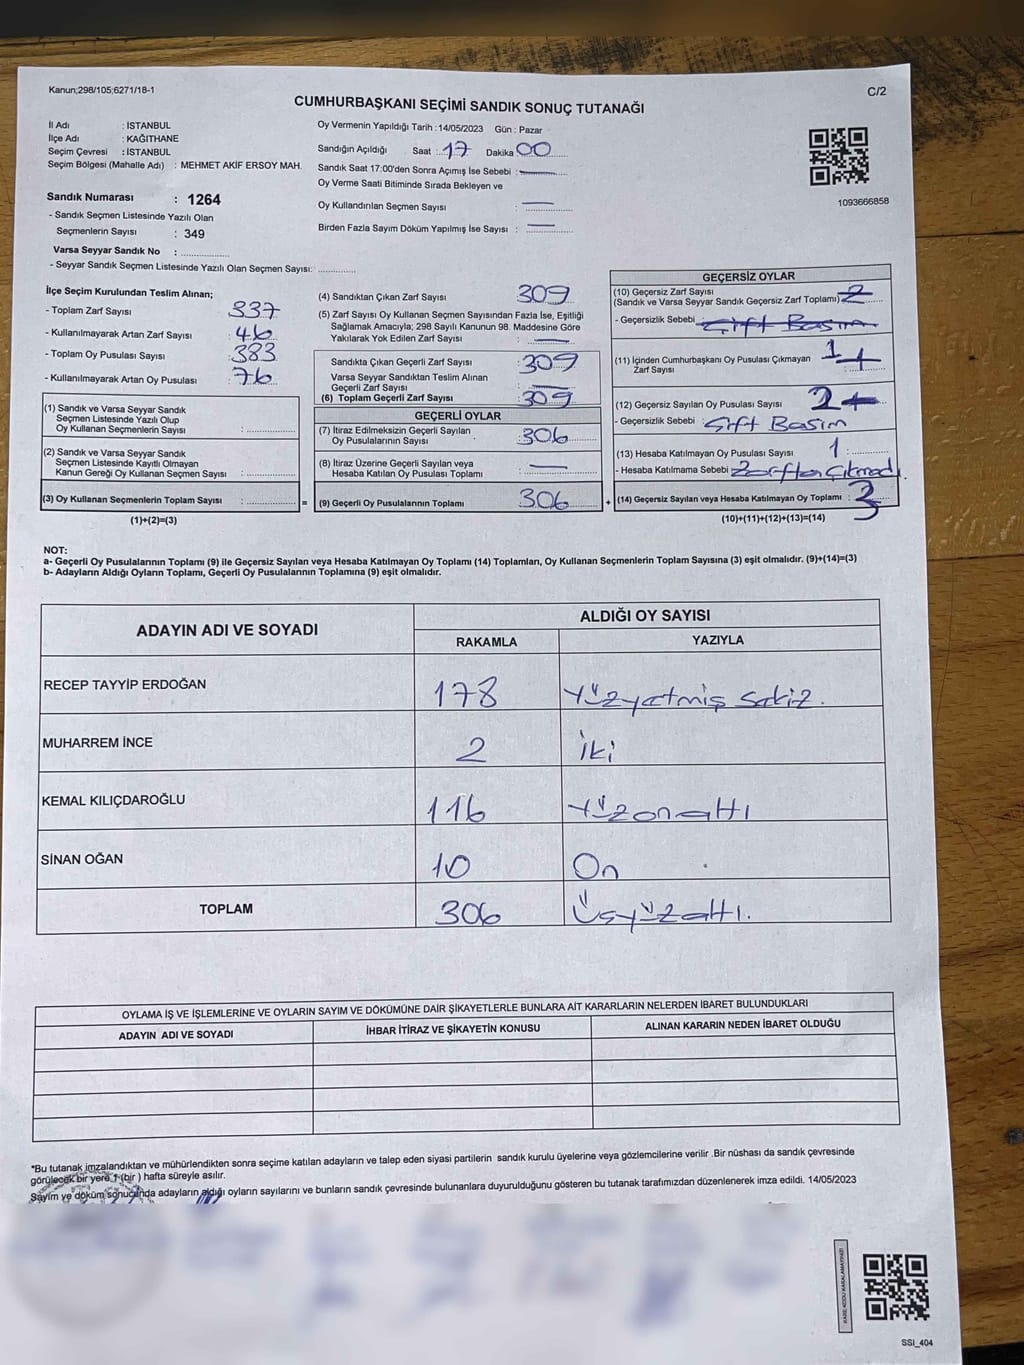 Kanun;298/105;6271/18-1
C/2
CUMHURBAŞKANI SEÇİMİ SANDIK SONUÇ TUTANAĞI
İl Adı : İSTANBUL
İlçe Adı : KAĞITHANE
Seçim Çevresi : İSTANBUL
Seçim Bölgesi (Mahalle Adı) : MEHMET AKİF ERSOY MAH.
Sandık Numarası : 1264
- Sandık Seçmen Listesinde Yazılı Olan
Seçmenlerin Sayısı : 349
Varsa Seyyar Sandık No :
- Seyyar Sandık Seçmen Listesinde Yazılı Olan Seçmen Sayısı:
Oy Vermenin Yapıldığı Tarih :14/05/2023 Gün : Pazar
Sandığın Açıldığı Saat : 17 Dakika 00
Sandık Saat 17:00'den Sonra Açımış İse Sebebi :
Oy Verme Saati Bitiminde Sırada Bekleyen ve
Oy Kullandırılan Seçmen Sayısı :
Birden Fazla Sayım Döküm Yapılmış İse Sayısı :
1093666858
İlçe Seçim Kurulundan Teslim Alınan;
- Toplam Zarf Sayısı : 337
- Kullanılmayarak Artan Zarf Sayısı : 46
- Toplam Oy Pusulası Sayısı : 383
- Kullanılmayarak Artan Oy Pusulası : 76
(1) Sandık ve Varsa Seyyar Sandık
Seçmen Listesinde Yazılı Olup
Oy Kullanan Seçmenlerin Sayısı :
(2) Sandık ve Varsa Seyyar Sandık
Seçmen Listesinde Kayıtlı Olmayan
Kanun Gereği Oy Kullanan Seçmen Sayısı :
(3) Oy Kullanan Seçmenlerin Toplam Sayısı : =
(1)+(2)=(3)
(4) Sandıktan Çıkan Zarf Sayısı : 309
(5) Zarf Sayısı Oy Kullanan Seçmen Sayısından Fazla İse, Eşitliği
Sağlamak Amacıyla; 298 Sayılı Kanunun 98. Maddesine Göre
Yakılarak Yok Edilen Zarf Sayısı :
Sandıkta Çıkan Geçerli Zarf Sayısı : 309
Varsa Seyyar Sandıktan Teslim Alınan
Geçerli Zarf Sayısı :
(6) Toplam Geçerli Zarf Sayısı : 309
GEÇERLİ OYLAR
(7) İtiraz Edilmeksizin Geçerli Sayılan
Oy Pusulalarının Sayısı : 306
(8) İtiraz Üzerine Geçerli Sayılan veya
Hesaba Katılan Oy Pusulası Toplamı :
(9) Geçerli Oy Pusulalarının Toplamı : 306 +
GEÇERSİZ OYLAR
(10) Geçersiz Zarf Sayısı
(Sandık ve Varsa Seyyar Sandık Geçersiz Zarf Toplamı) : 2
- Geçersizlik Sebebi : Çift Basım
(11) İçinden Cumhurbaşkanı Oy Pusulası Çıkmayan
Zarf Sayısı : 1
(12) Geçersiz Sayılan Oy Pusulası Sayısı : 2
- Geçersizlik Sebebi : Çift Basım
(13) Hesaba Katılmayan Oy Pusulası Sayısı : 1
- Hesaba Katılmama Sebebi : Zarftan Çıkmadı
(14) Geçersiz Sayılan veya Hesaba Katılmayan Oy Toplamı : 3
(10)+(11)+(12)+(13)=(14)
NOT:
a- Geçerli Oy Pusulalarının Toplamı (9) ile Geçersiz Sayılan veya Hesaba Katılmayan Oy Toplamı (14) Toplamları, Oy Kullanan Seçmenlerin Toplam Sayısına (3) eşit olmalıdır. (9)+(14)=(3)
b- Adayların Aldığı Oyların Toplamı, Geçerli Oy Pusulalarının Toplamına (9) eşit olmalıdır.
ADAYIN ADI VE SOYADI
ALDIĞI OY SAYISI
RAKAMLA YAZIYLA
RECEP TAYYİP ERDOĞAN 178 Yüzyetmiş sekiz.
MUHARREM İNCE 2 İki
KEMAL KILIÇDAROĞLU 116 Yüzonaltı
SİNAN OĞAN 10 On
TOPLAM 306 Üçyüzaltı.
OYLAMA İŞ VE İŞLEMLERİNE VE OYLARIN SAYIM VE DÖKÜMÜNE DAİR ŞİKAYETLERLE BUNLARA AİT KARARLARIN NELERDEN İBARET BULUNDUKLARI
ADAYIN ADI VE SOYADI İHBAR İTİRAZ VE ŞİKAYETİN KONUSU ALINAN KARARIN NEDEN İBARET OLDUĞU
*Bu tutanak imzalandıktan ve mühürlendikten sonra seçime katılan adayların ve talep eden siyasi partilerin sandık kurulu üyelerine veya gözlemcilerine verilir .Bir nüshası da sandık çevresinde
görülecek bir yere 1 (bir ) hafta süreyle asılır.
Sayım ve döküm sonucunda adayların aldığı oyların sayılarını ve bunların sandık çevresinde bulunanlara duyurulduğunu gösteren bu tutanak tarafımızdan düzenlenerek imza edildi. 14/05/2023
SSI_404